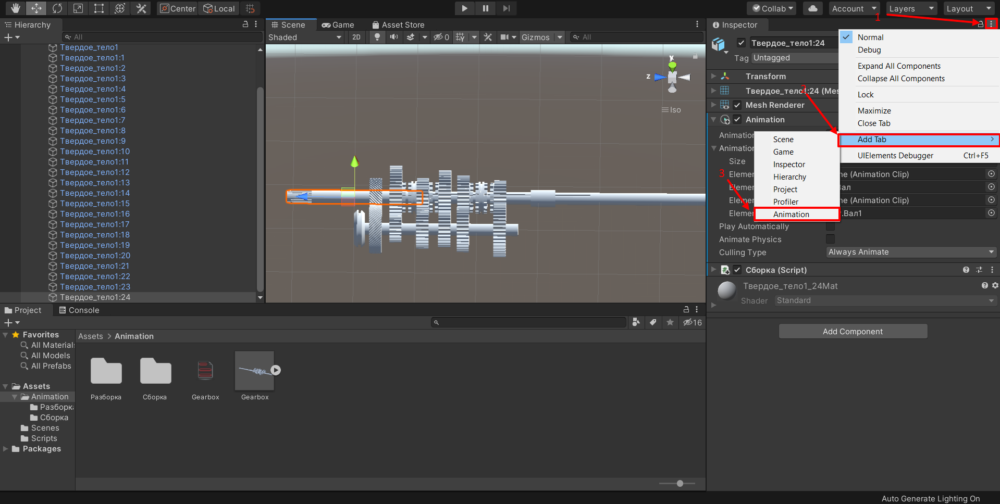 Center
Local
Collab
Account
Layers
Layout
1
Hierarchy
All
Твердое_тело1
Твердое_тело1:1
Твердое_тело1:2
Твердое_тело1:3
Твердое_тело1:4
Твердое_тело1:5
Твердое_тело1:6
Твердое_тело1:7
Твердое_тело1:8
Твердое_тело1:9
Твердое_тело1:10
Твердое_тело1:11
Твердое_тело1:12
Твердое_тело1:13
Твердое_тело1:14
Твердое_тело1:15
Твердое_тело1:16
Твердое_тело1:17
Твердое_тело1:18
Твердое_тело1:19
Твердое_тело1:20
Твердое_тело1:21
Твердое_тело1:22
Твердое_тело1:23
Твердое_тело1:24
Scene
Game
Asset Store
Shaded
2D
0
Gizmos
All
y
z
Iso
Inspector
Твердое_тело1:24
Tag Untagged
Transform
2
Твердое_тело1:24 (Mes
Mesh Renderer
Animation
Animation
Animation
Size
3
Elemen
ne (Animation Clip)
Elemen
Вал
Elemen
ne (Animation Clip)
Elemen
.Вал1
Play Automatically
Animate Physics
Culling Type
Always Animate
Сборка (Script)
Твердое_тело1_24Mat
Shader
Standard
Add Component
Normal
Debug
Expand All Components
Collapse All Components
Lock
Maximize
Close Tab
Add Tab
UIElements Debugger Ctrl+F5
Scene
Game
Inspector
Hierarchy
Project
Profiler
Animation
Project
Console
16
Favorites
All Materials
All Models
All Prefabs
Assets
Animation
Разборка
Сборка
Scenes
Scripts
Packages
Assets > Animation
Разборка
Сборка
Gearbox
Gearbox
Auto Generate Lighting On